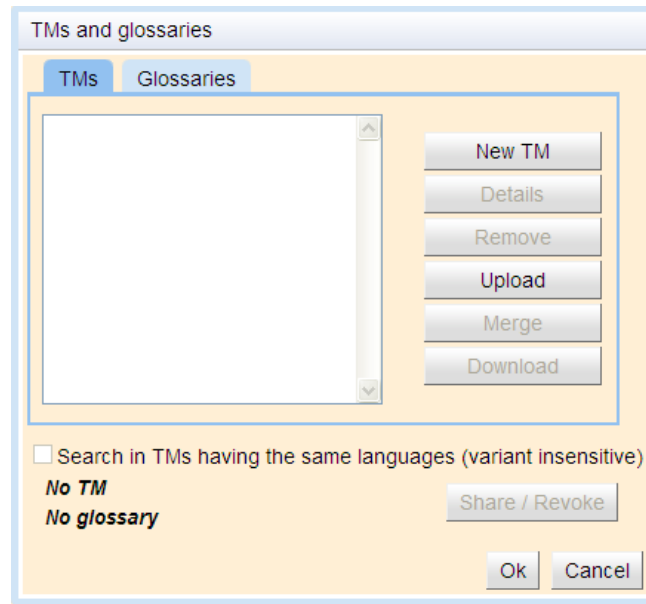 TMs and glossaries
TMs Glossaries
New TM
Details
Remove
Upload
Merge
Download
Search in TMs having the same languages (variant insensitive)
No TM
No glossary
Share / Revoke
Ok Cancel